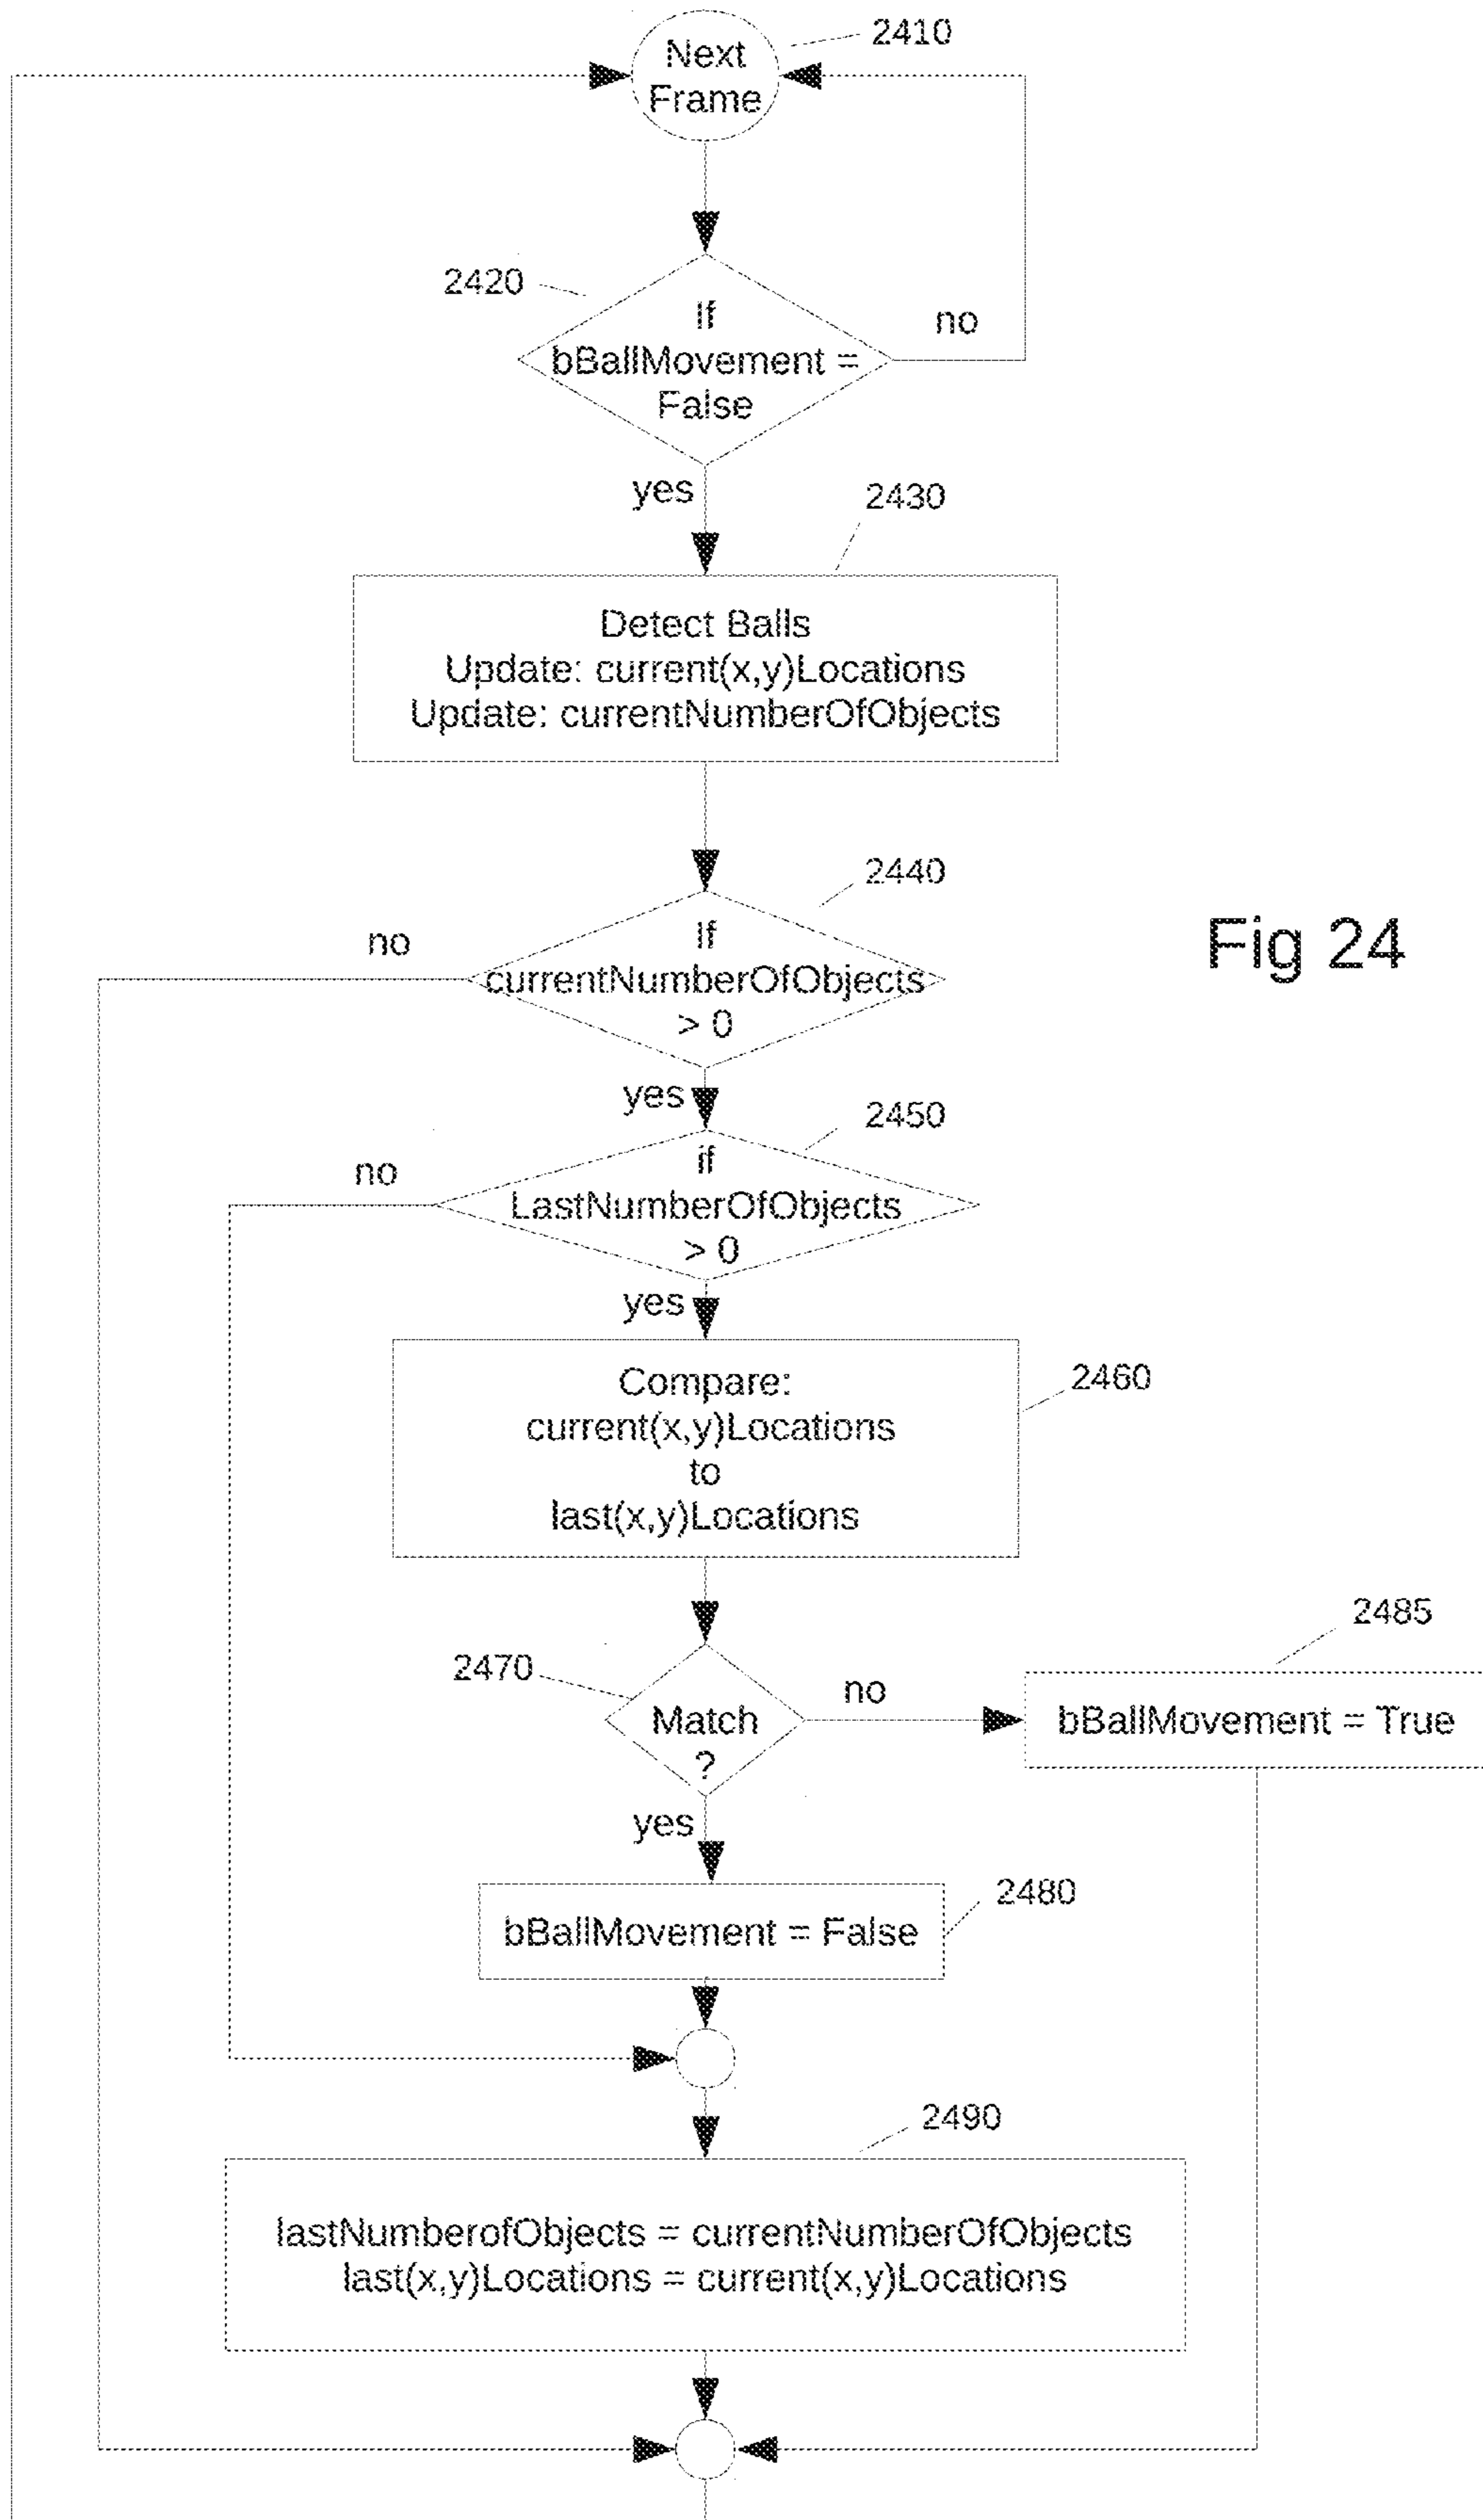 2410
Next
Frame
2420
If
bBallMovement =
False
no
yes
2430
Detect Balls
Update: current(x,y)Locations
Update: currentNumberOfObjects
2440
no
If
currentNumberOfObjects
> 0
Fig 24
yes
2450
no
if
LastNumberOfObjects
> 0
yes
Compare:
current(x,y)Locations
to
last(x,y)Locations
2460
2485
2470
no
Match
?
bBallMovement = True
yes
2480
bBallMovement = False
2490
lastNumberofObjects = currentNumberOfObjects
last(x,y)Locations = current(x,y)Locations